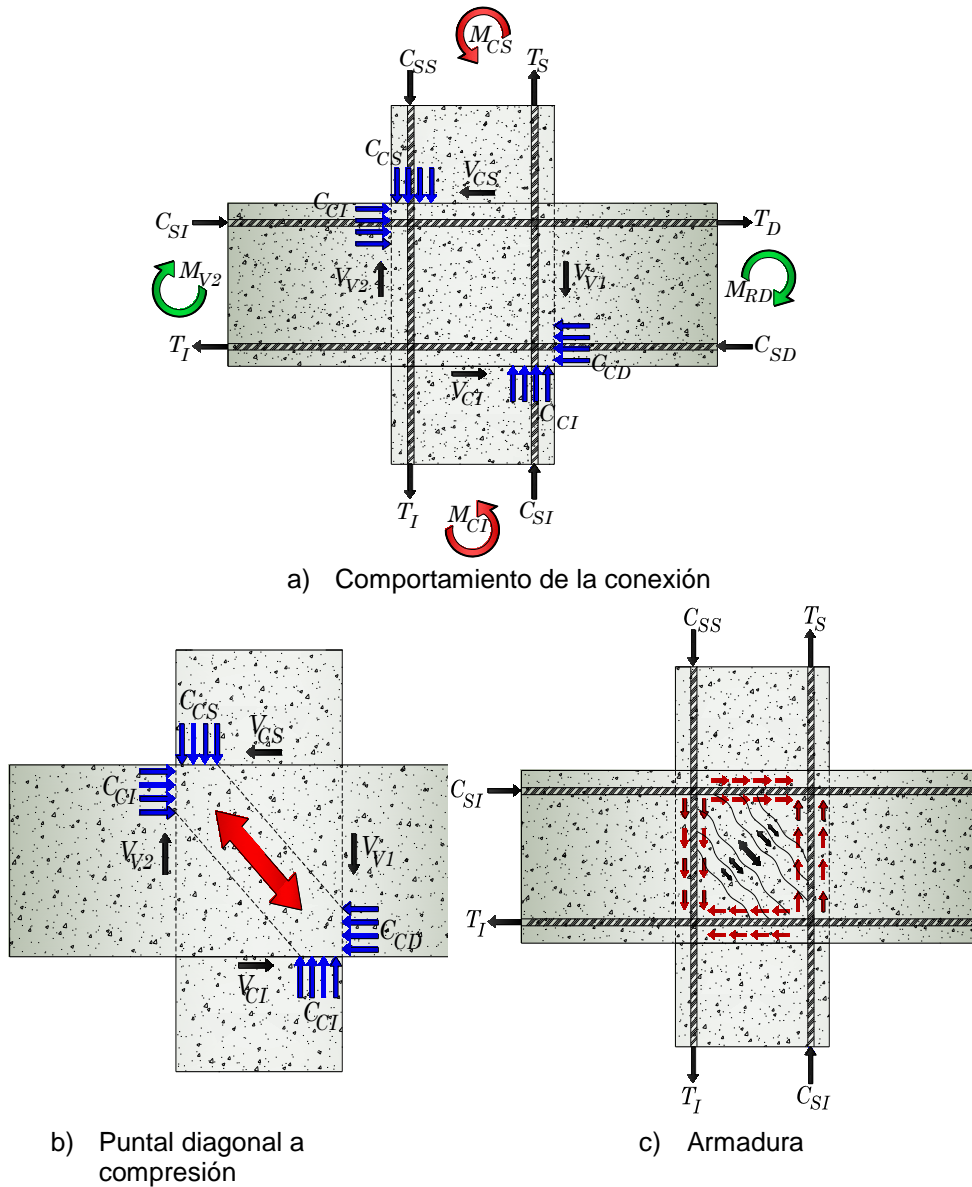 M_CS
C_SS T_S
C_CS V_CS
C_CI
C_SI T_D
M_V2 V_V2 V_V1 M_RD
T_I C_SD
V_CI C_CD
C_CI
T_I M_CI C_SI
a) Comportamiento de la conexión
C_CS V_CS
C_CI
V_V2 V_V1
C_CD
V_CI
C_CI
b) Puntal diagonal a
compresión
C_SS T_S
C_SI
T_I
T_I C_SI
c) Armadura